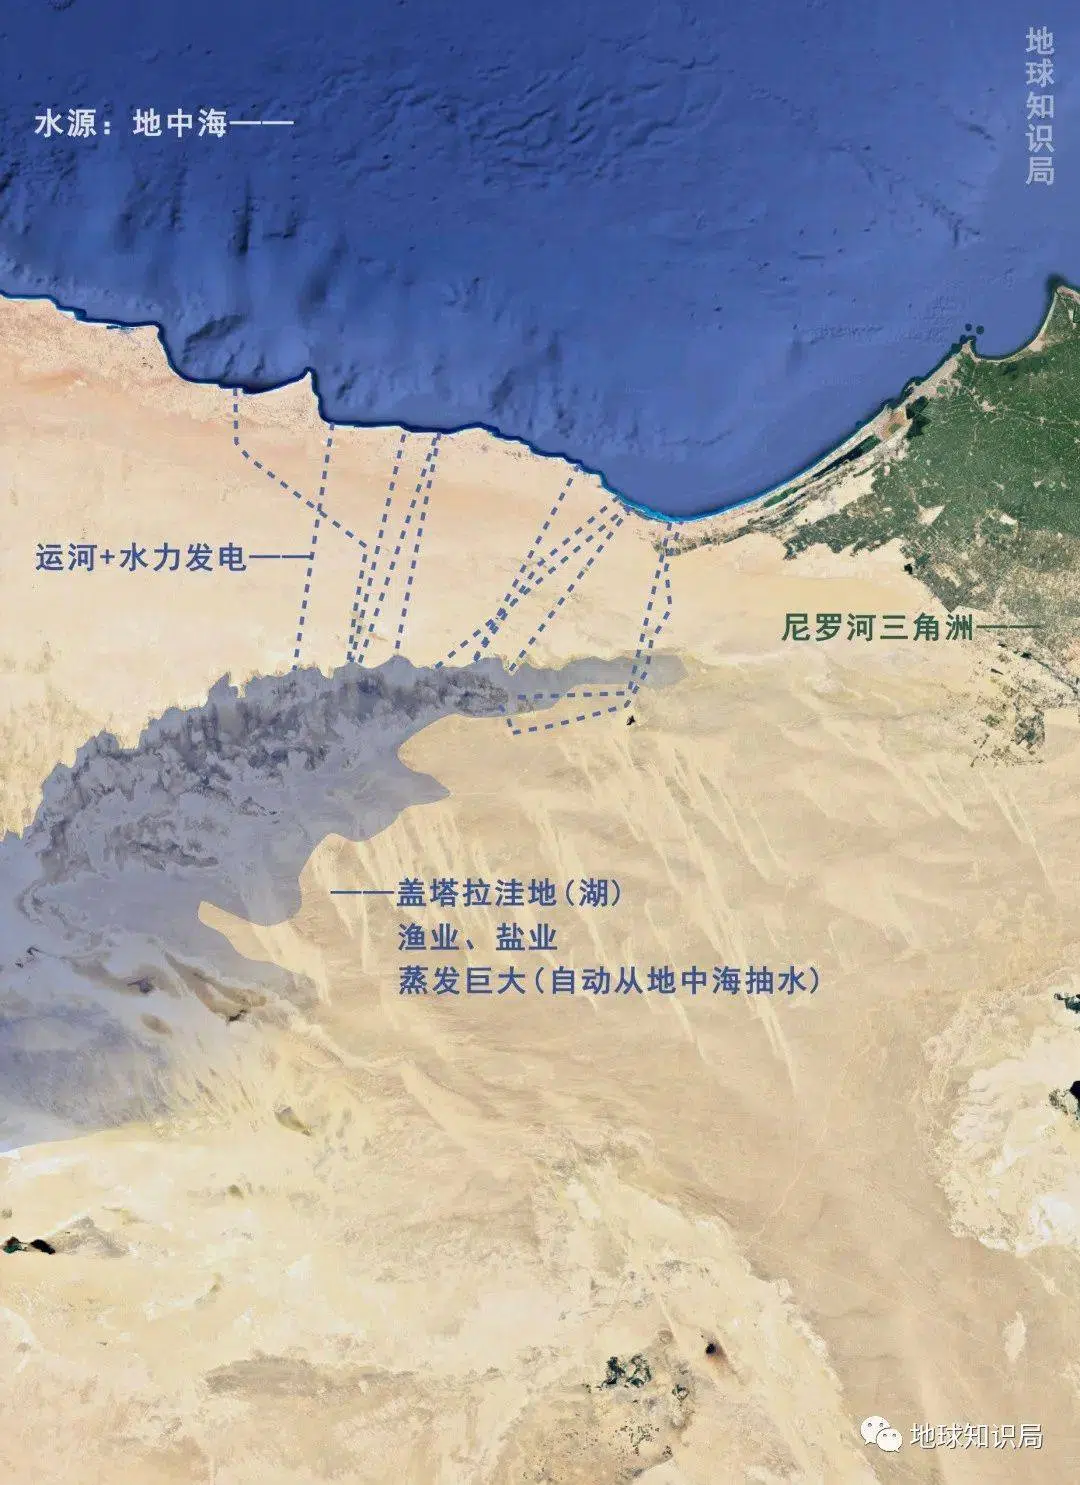 地球知识局
水源：地中海——
运河+水力发电——
尼罗河三角洲——
——盖塔拉洼地(湖)
渔业、盐业
蒸发巨大(自动从地中海抽水)
地球知识局